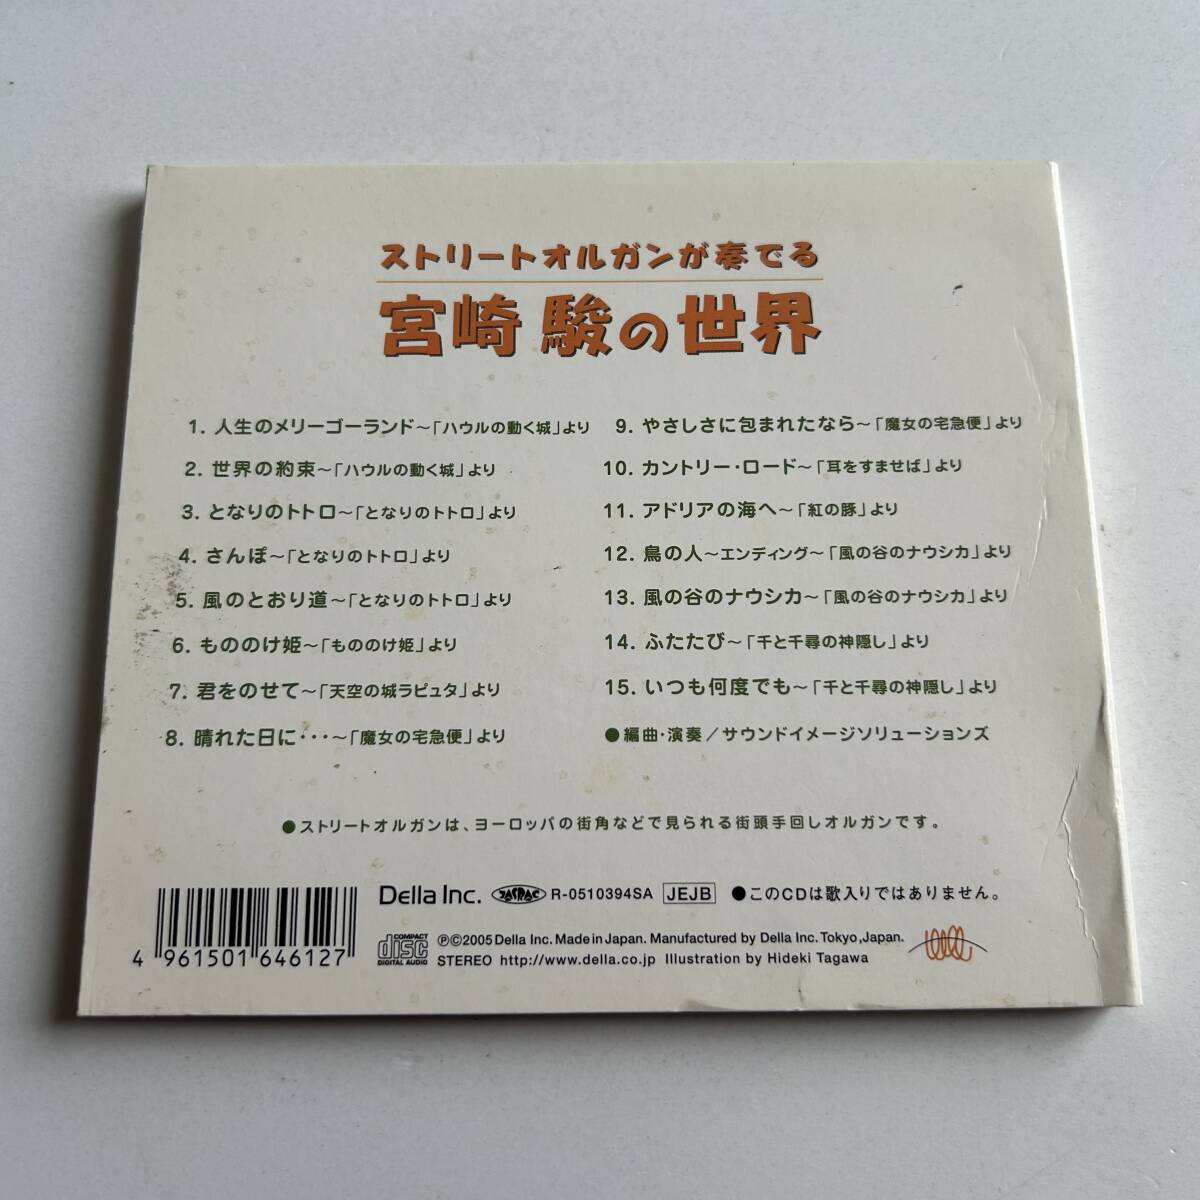 ストリートオルガンが奏でる
宮崎 駿の世界
1. 人生のメリーゴーランド～「ハウルの動く城」より
2. 世界の約束～「ハウルの動く城」より
3. となりのトトロ～「となりのトトロ」より
4. さんぽ～「となりのトトロ」より
5. 風のとおり道～「となりのトトロ」より
6. もののけ姫～「もののけ姫」より
7. 君をのせて～「天空の城ラピュタ」より
8. 晴れた日に・・・～「魔女の宅急便」より
9. やさしさに包まれたなら～「魔女の宅急便」より
10. カントリー・ロード～「耳をすませば」より
11. アドリアの海へ～「紅の豚」より
12. 鳥の人～エンディング～「風の谷のナウシカ」より
13. 風の谷のナウシカ～「風の谷のナウシカ」より
14. ふたたび～「千と千尋の神隠し」より
15. いつも何度でも～「千と千尋の神隠し」より
●編曲・演奏／サウンドイメージソリューションズ
●ストリートオルガンは、ヨーロッパの街角などで見られる街頭手回しオルガンです。
Della Inc. JASRAC R-0510394SA JEJB ●このCDは歌入りではありません。
COMPACT disc DIGITAL AUDIO
℗©2005 Della Inc. Made in Japan. Manufactured by Della Inc. Tokyo, Japan.
STEREO http://www.della.co.jp Illustration by Hideki Tagawa
4 961501 646127